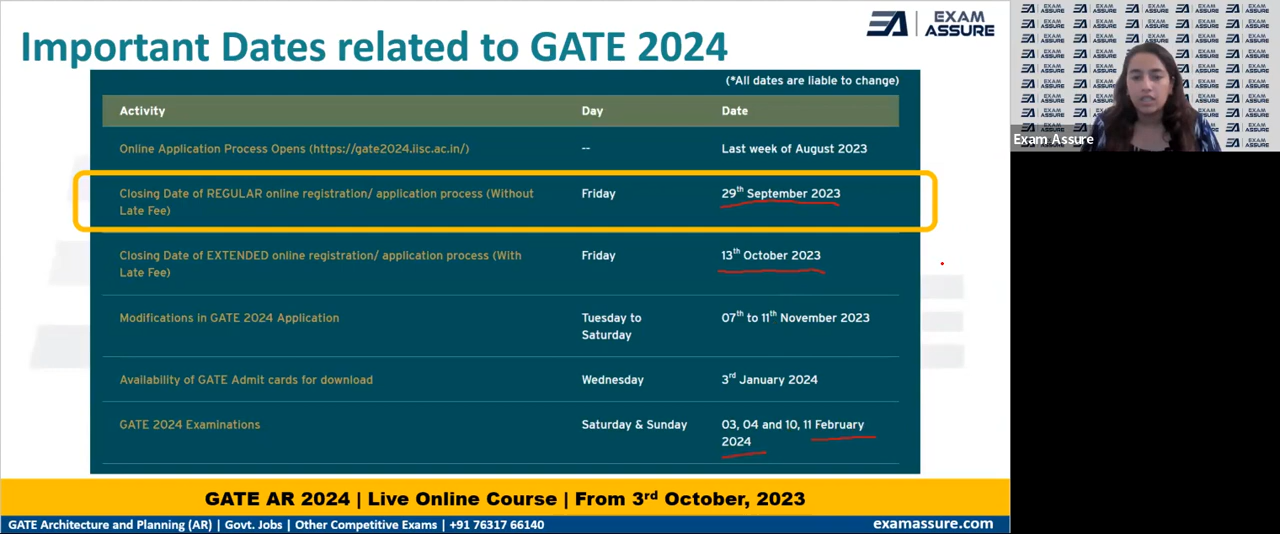 Important Dates related to GATE 2024
EXAM
ASSURE
(*All dates are liable to change)
Activity Day Date
Online Application Process Opens (https://gate2024.iisc.ac.in/) -- Last week of August 2023
Closing Date of REGULAR online registration/ application process (Without Friday 29th September 2023
Late Fee)
Closing Date of EXTENDED online registration/ application process (With Friday 13th October 2023
Late Fee)
Modifications in GATE 2024 Application Tuesday to 07th to 11th November 2023
Saturday
Availability of GATE Admit cards for download Wednesday 3rd January 2024
GATE 2024 Examinations Saturday & Sunday 03, 04 and 10, 11 February
2024
GATE AR 2024 | Live Online Course | From 3rd October, 2023
GATE Architecture and Planning (AR) | Govt. Jobs | Other Competitive Exams | +91 76317 66140
examassure.com
Exam Assure